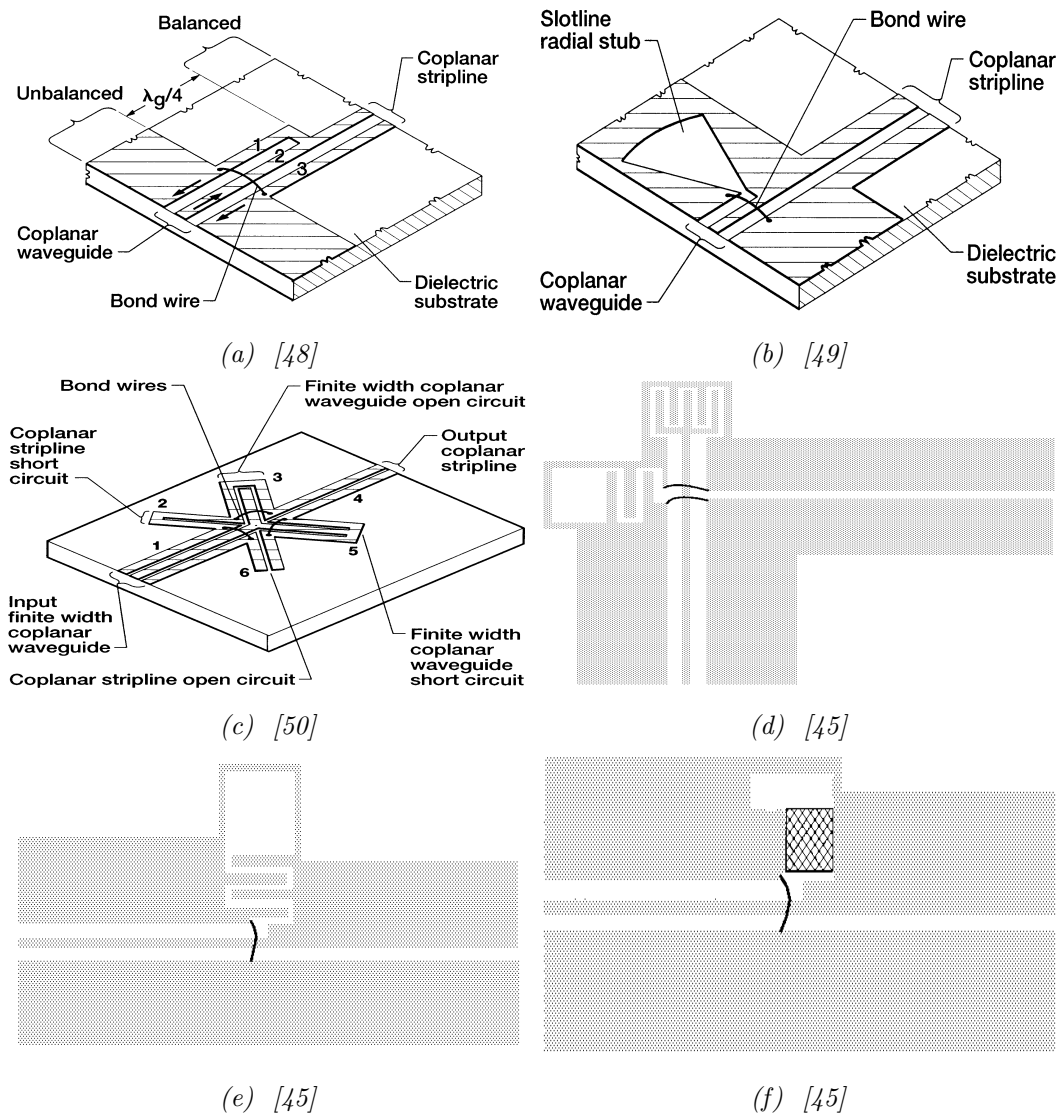 Balanced
Unbalanced
λg/4
Coplanar
stripline
1
2
3
Coplanar
waveguide
Bond wire
Dielectric
substrate
(a) [48]
Slotline
radial stub
Bond wire
Coplanar
stripline
Coplanar
waveguide
Dielectric
substrate
(b) [49]
Bond wires
Finite width coplanar
waveguide open circuit
Coplanar
stripline
short
circuit
Output
coplanar
stripline
3
2
4
1
5
6
Input
finite width
coplanar
waveguide
Finite width
coplanar
waveguide
short circuit
Coplanar stripline open circuit
(c) [50]
(d) [45]
(e) [45]
(f) [45]